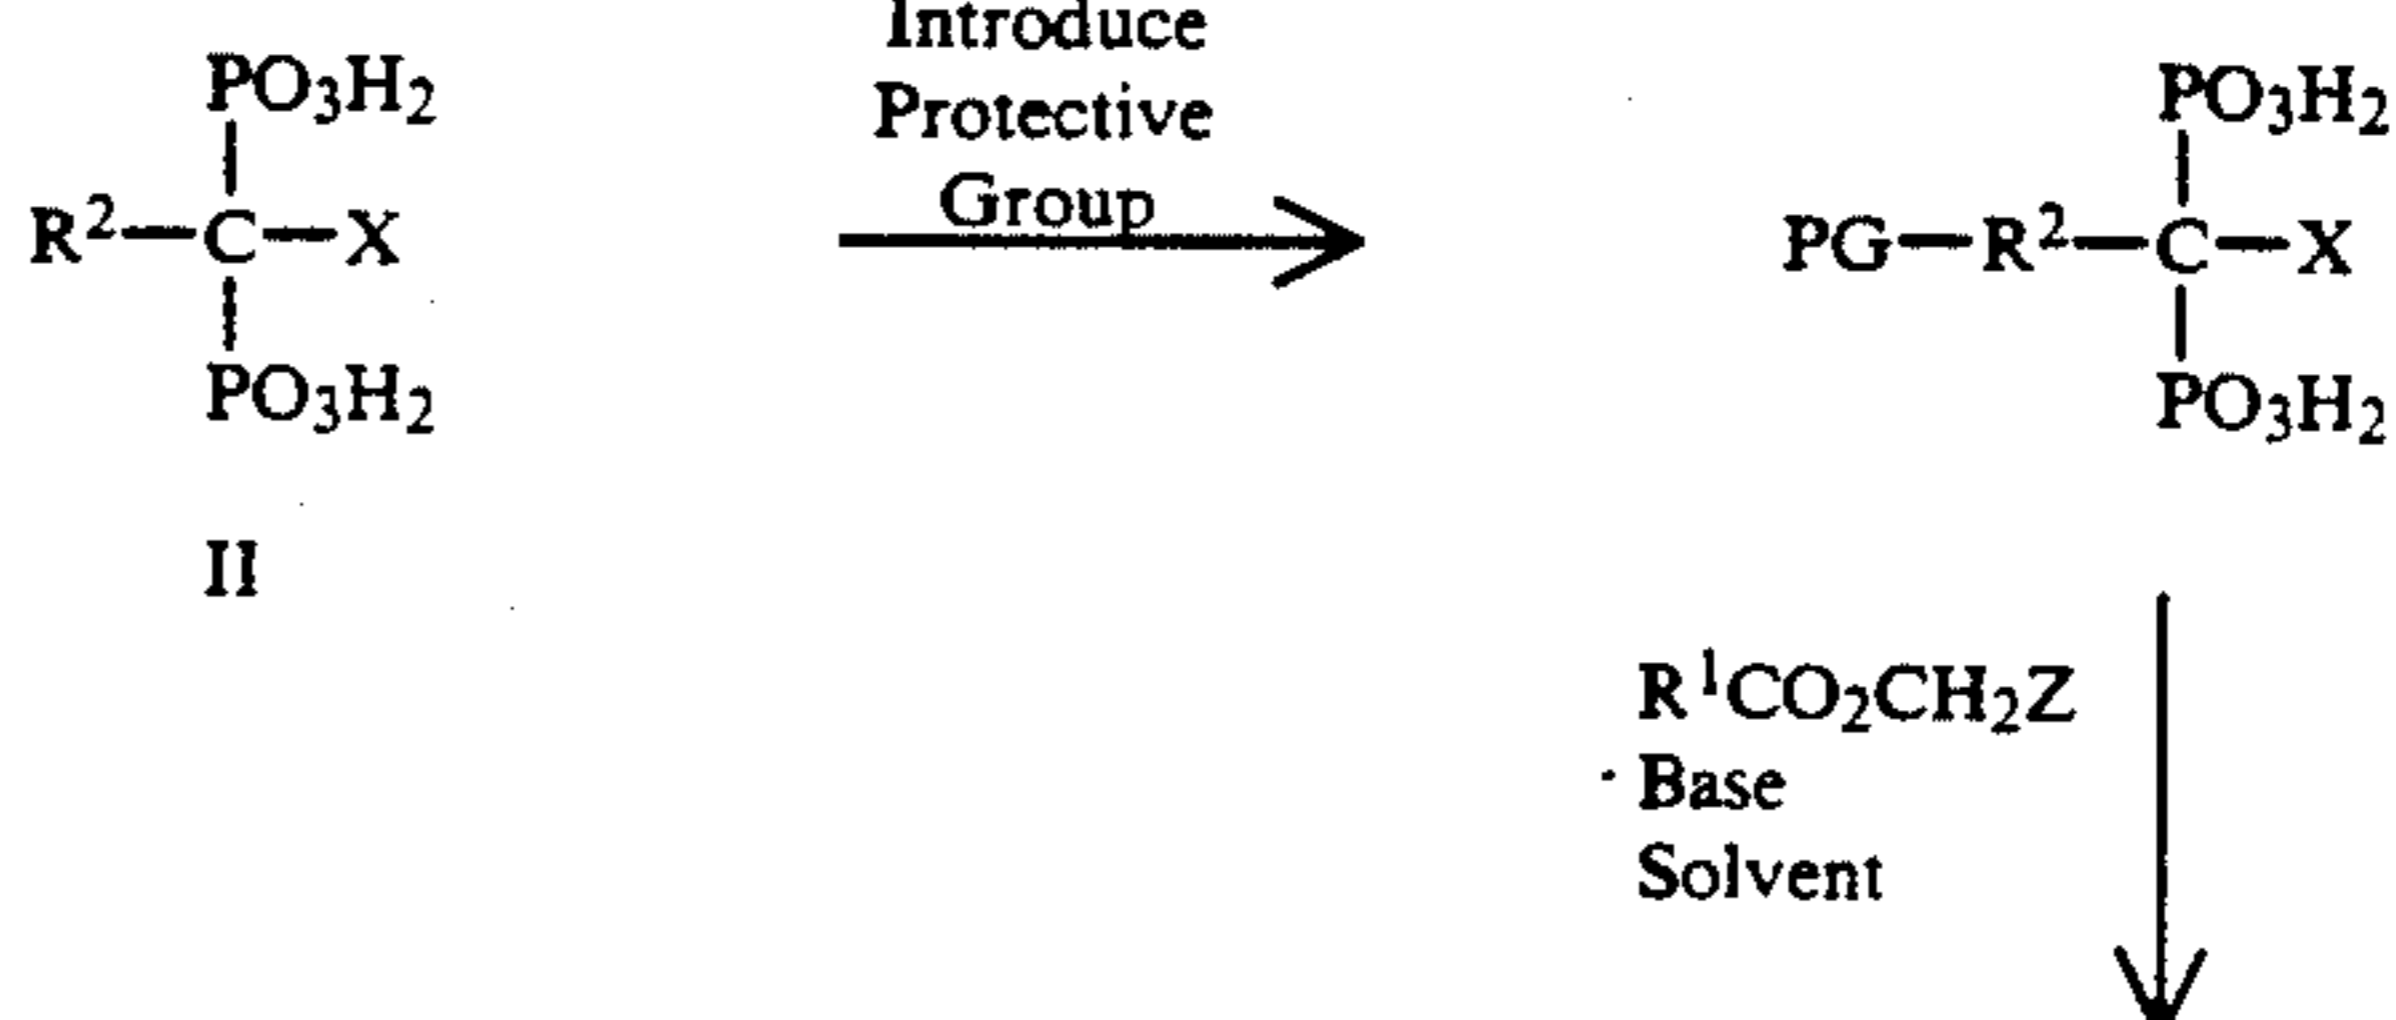 Introduce
Protective
Group
PO₃H₂
R²—C—X
PO₃H₂
II
PO₃H₂
PG—R²—C—X
PO₃H₂
R¹CO₂CH₂Z
Base
Solvent